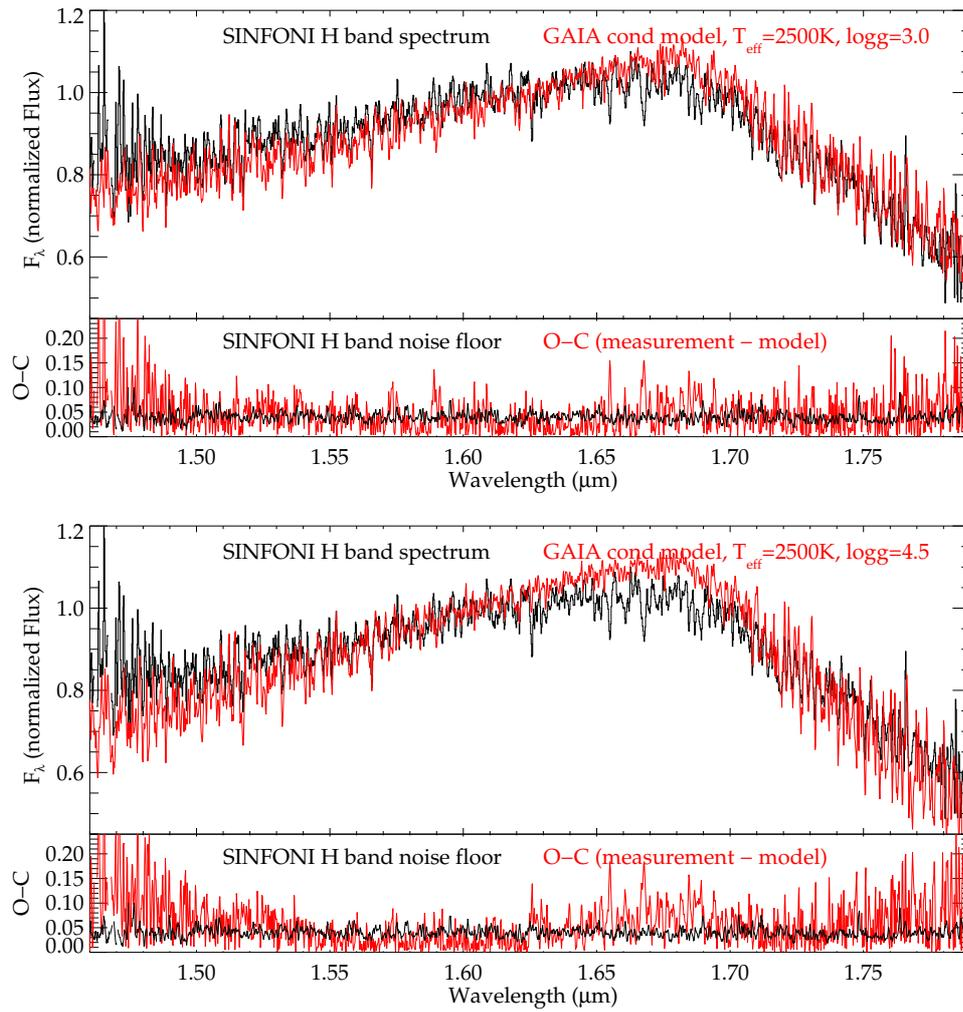 1.2
SINFONI H band spectrum GAIA cond model, Teff=2500K, logg=3.0
1.0
0.8
0.6
Fλ (normalized Flux)
SINFONI H band noise floor O−C (measurement − model)
0.20
0.15
0.10
0.05
0.00
O−C
1.50 1.55 1.60 1.65 1.70 1.75
Wavelength (µm)
1.2
SINFONI H band spectrum GAIA cond model, Teff=2500K, logg=4.5
1.0
0.8
0.6
Fλ (normalized Flux)
SINFONI H band noise floor O−C (measurement − model)
0.20
0.15
0.10
0.05
0.00
O−C
1.50 1.55 1.60 1.65 1.70 1.75
Wavelength (µm)